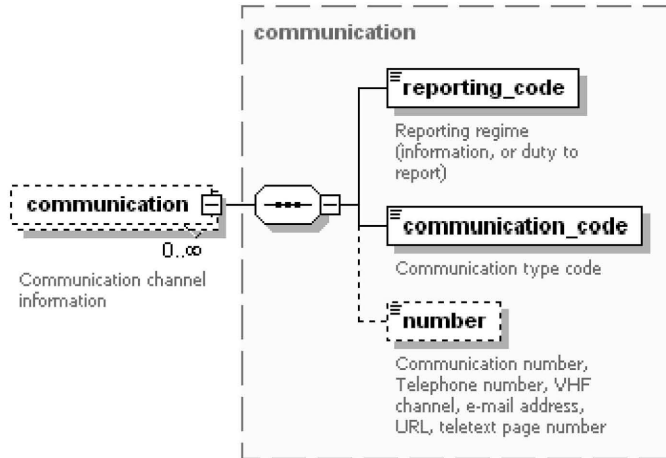 communication
reporting_code
Reporting regime
(information, or duty to
report)
communication
0..∞
Communication channel
information
communication_code
Communication type code
number
Communication number,
Telephone number, VHF
channel, e-mail address,
URL, teletext page number